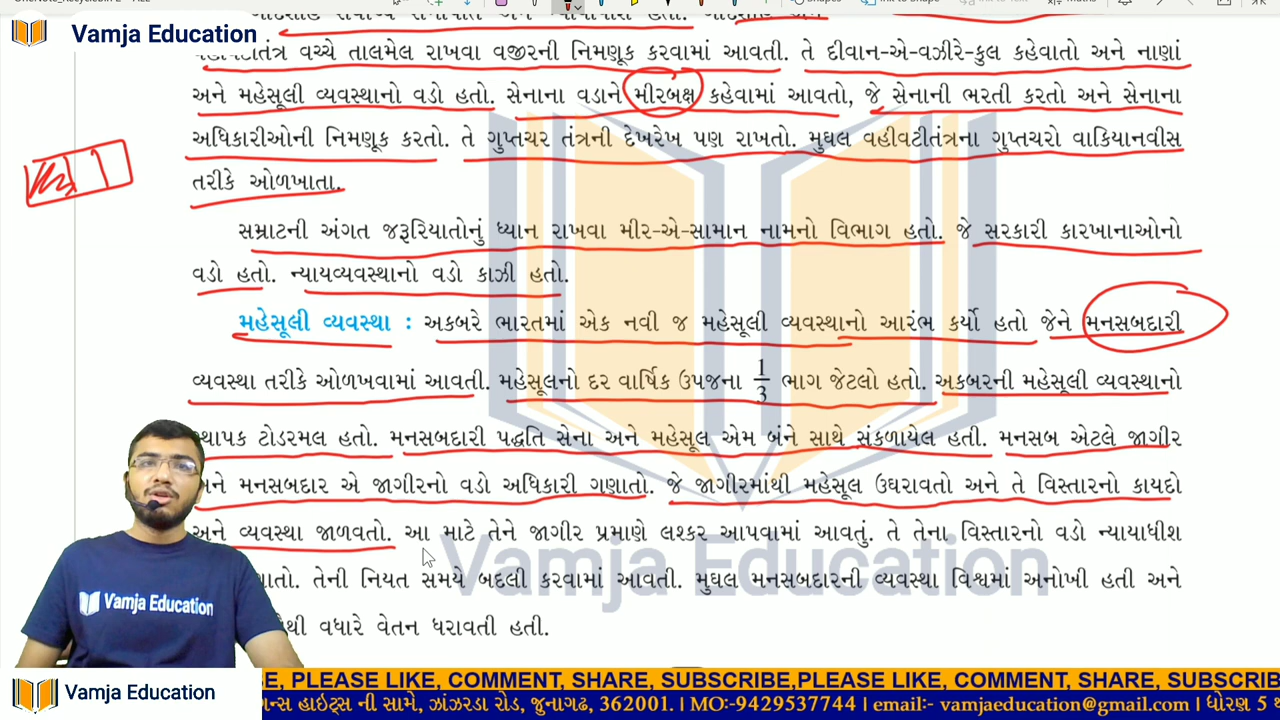 Vamja Education
વહીવટીતંત્ર વચ્ચે તાલમેલ રાખવા વજીરની નિમણૂક કરવામાં આવતી. તે દીવાન-એ-વઝીરે-કુલ કહેવાતો અને નાણાં
અને મહેસૂલી વ્યવસ્થાનો વડો હતો. સેનાના વડાને મીરબક્ષ કહેવામાં આવતો, જે સેનાની ભરતી કરતો અને સેનાના
અધિકારીઓની નિમણૂક કરતો. તે ગુપ્તચર તંત્રની દેખરેખ પણ રાખતો. મુઘલ વહીવટીતંત્રના ગુપ્તચરો વાકિયાનવીસ
તરીકે ઓળખાતા.
સમ્રાટની અંગત જરૂરિયાતોનું ધ્યાન રાખવા મીર-એ-સામાન નામનો વિભાગ હતો. જે સરકારી કારખાનાઓનો
વડો હતો. ન્યાયવ્યવસ્થાનો વડો કાઝી હતો.
મહેસૂલી વ્યવસ્થા : અકબરે ભારતમાં એક નવી જ મહેસૂલી વ્યવસ્થાનો આરંભ કર્યો હતો જેને મનસબદારી
વ્યવસ્થા તરીકે ઓળખવામાં આવતી. મહેસૂલનો દર વાર્ષિક ઉપજના 1/3 ભાગ જેટલો હતો. અકબરની મહેસૂલી વ્યવસ્થાનો
સ્થાપક ટોડરમલ હતો. મનસબદારી પદ્ધતિ સેના અને મહેસૂલ એમ બંને સાથે સંકળાયેલ હતી. મનસબ એટલે જાગીર
અને મનસબદાર એ જાગીરનો વડો અધિકારી ગણાતો. જે જાગીરમાંથી મહેસૂલ ઉઘરાવતો અને તે વિસ્તારનો કાયદો
અને વ્યવસ્થા જાળવતો. આ માટે તેને જાગીર પ્રમાણે લશ્કર આપવામાં આવતું. તે તેના વિસ્તારનો વડો ન્યાયાધીશ
તેની નિયત સમયે બદલી કરવામાં આવતી. મુઘલ મનસબદારની વ્યવસ્થા વિશ્વમાં અનોખી હતી અને
વધારે વેતન ધરાવતી હતી.
Vamja Education
Vamja Education
Vamja Education
PLEASE LIKE, COMMENT, SHARE, SUBSCRIBE,PLEASE LIKE, COMMENT, SHARE, SUBSCRIBE
હાઇટ્સ ની સામે, ઝાંઝરડા રોડ, જુનાગઢ, 362001. | MO:-9429537744 | email:- vamjaeducation@gmail.com | ધોરણ 5